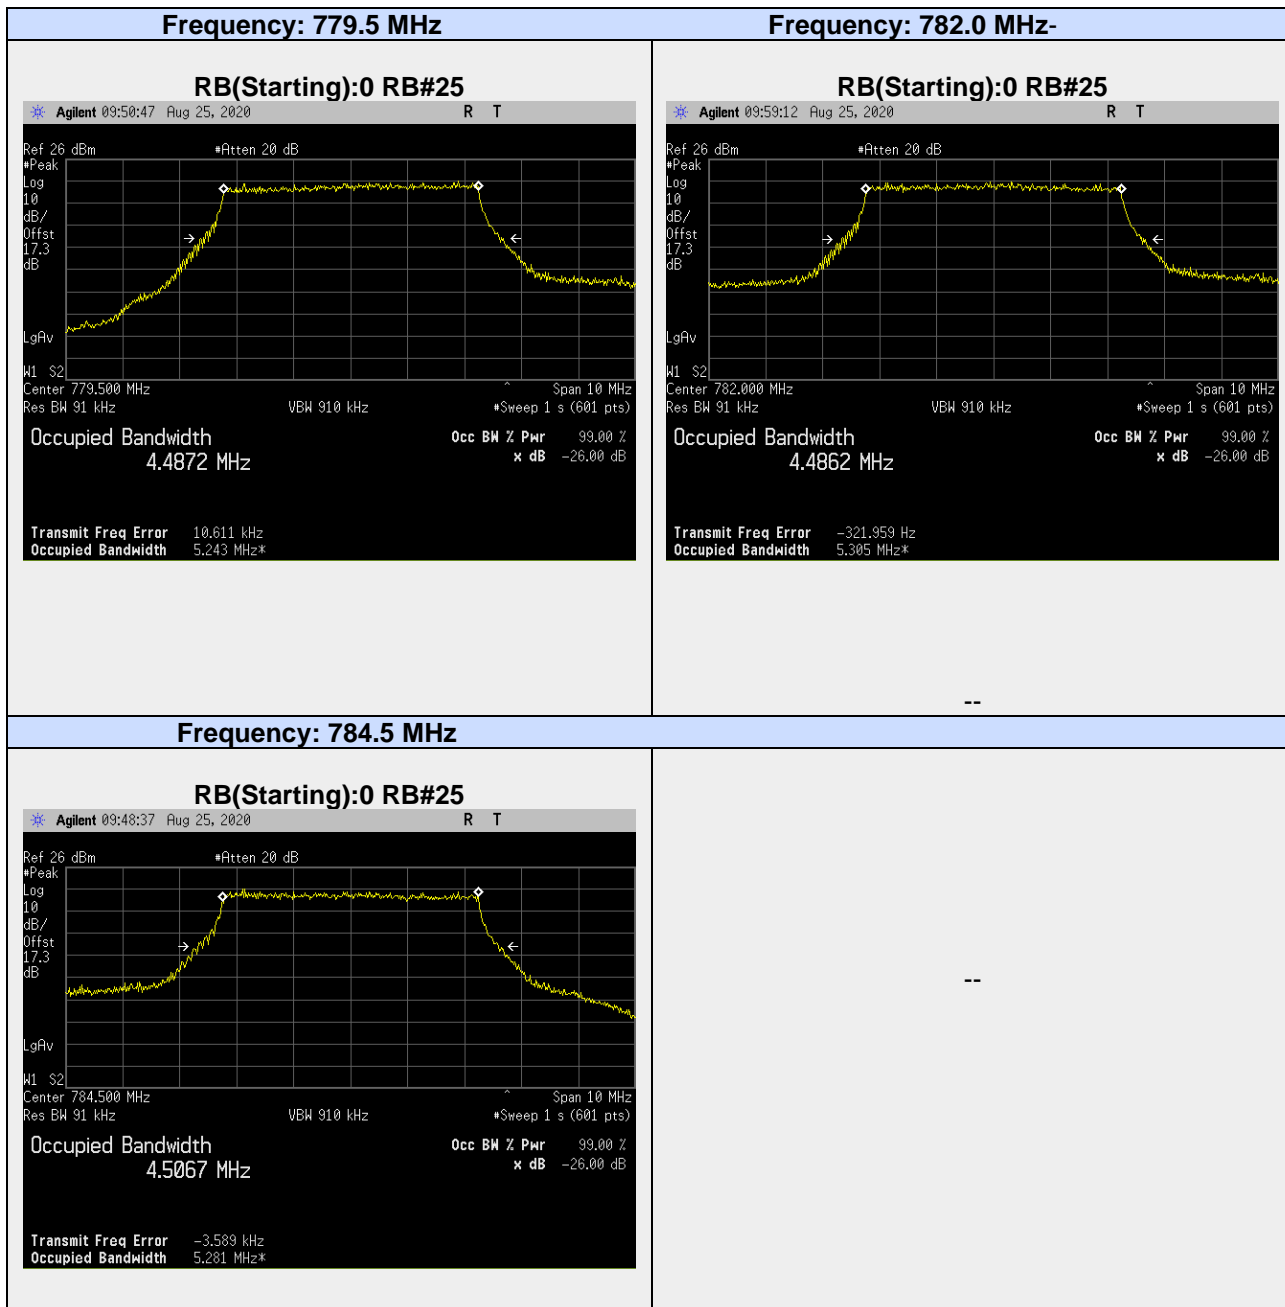 Frequency: 779.5 MHz
RB(Starting):0 RB#25
Agilent 09:50:47 Aug 25, 2020 R T
Ref 26 dBm #Atten 20 dB
#Peak
Log
10
dB/
Offst
17.3
dB
LgAv
W1 S2
Center 779.500 MHz ^ Span 10 MHz
Res BW 91 kHz VBW 910 kHz #Sweep 1 s (601 pts)
Occupied Bandwidth Occ BW % Pwr 99.00 %
4.4872 MHz x dB -26.00 dB
Transmit Freq Error 10.611 kHz
Occupied Bandwidth 5.243 MHz*
Frequency: 782.0 MHz-
RB(Starting):0 RB#25
Agilent 09:59:12 Aug 25, 2020 R T
Ref 26 dBm #Atten 20 dB
#Peak
Log
10
dB/
Offst
17.3
dB
LgAv
W1 S2
Center 782.000 MHz ^ Span 10 MHz
Res BW 91 kHz VBW 910 kHz #Sweep 1 s (601 pts)
Occupied Bandwidth Occ BW % Pwr 99.00 %
4.4862 MHz x dB -26.00 dB
Transmit Freq Error -321.959 Hz
Occupied Bandwidth 5.305 MHz*
--
Frequency: 784.5 MHz
RB(Starting):0 RB#25
Agilent 09:48:37 Aug 25, 2020 R T
Ref 26 dBm #Atten 20 dB
#Peak
Log
10
dB/
Offst
17.3
dB
LgAv
W1 S2
Center 784.500 MHz ^ Span 10 MHz
Res BW 91 kHz VBW 910 kHz #Sweep 1 s (601 pts)
Occupied Bandwidth Occ BW % Pwr 99.00 %
4.5067 MHz x dB -26.00 dB
Transmit Freq Error -3.589 kHz
Occupied Bandwidth 5.281 MHz*
--